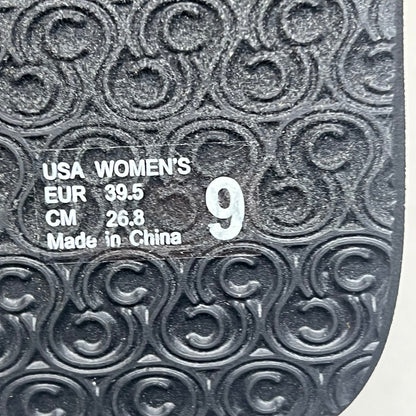 USA WOMEN'S
EUR 39.5
CM 26.8
Made in China
9